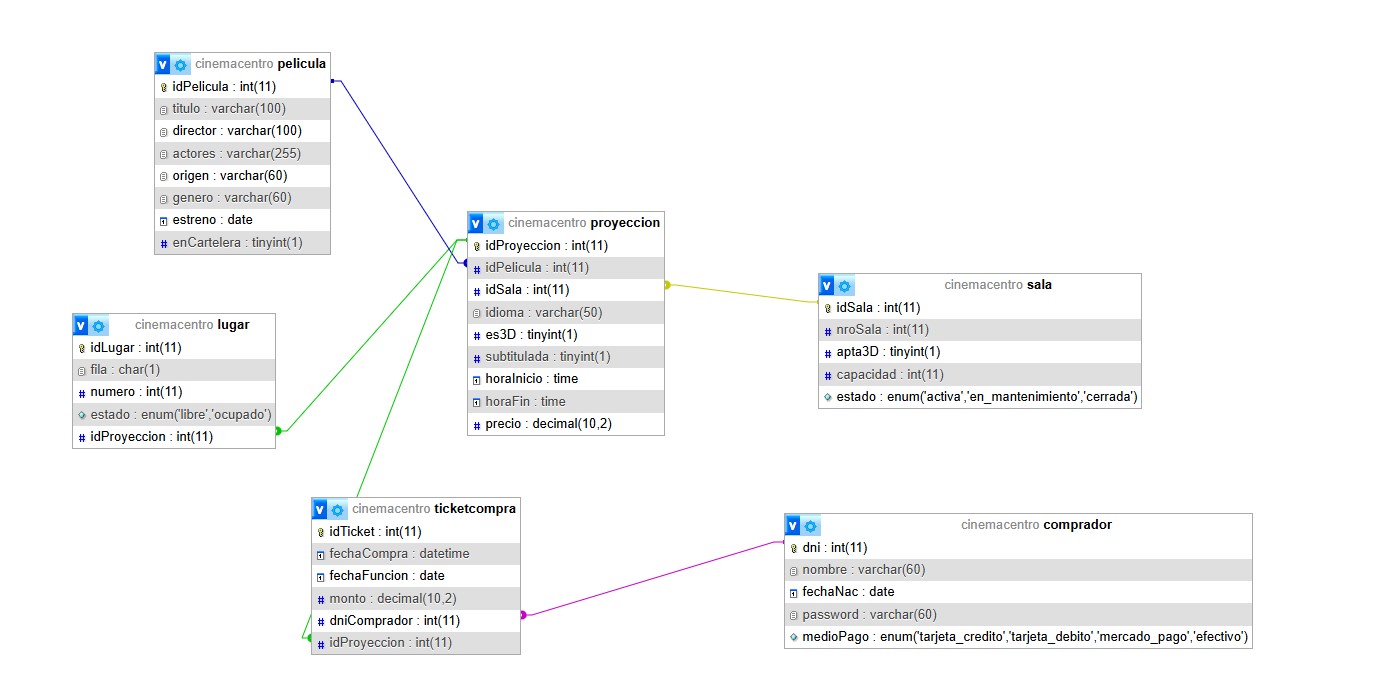 cinemacentro pelicula
idPelicula : int(11)
titulo : varchar(100)
director : varchar(100)
actores : varchar(255)
origen : varchar(60)
genero : varchar(60)
estreno : date
enCartelera : tinyint(1)
cinemacentro proyeccion
idProyeccion : int(11)
idPelicula : int(11)
idSala : int(11)
idioma : varchar(50)
es3D : tinyint(1)
subtitulada : tinyint(1)
horaInicio : time
horaFin : time
precio : decimal(10,2)
cinemacentro sala
idSala : int(11)
nroSala : int(11)
apta3D : tinyint(1)
capacidad : int(11)
estado : enum('activa','en_mantenimiento','cerrada')
cinemacentro lugar
idLugar : int(11)
fila : char(1)
numero : int(11)
estado : enum('libre','ocupado')
idProyeccion : int(11)
cinemacentro ticketcompra
idTicket : int(11)
fechaCompra : datetime
fechaFuncion : date
monto : decimal(10,2)
dniComprador : int(11)
idProyeccion : int(11)
cinemacentro comprador
dni : int(11)
nombre : varchar(60)
fechaNac : date
password : varchar(60)
medioPago : enum('tarjeta_credito','tarjeta_debito','mercado_pago','efectivo')